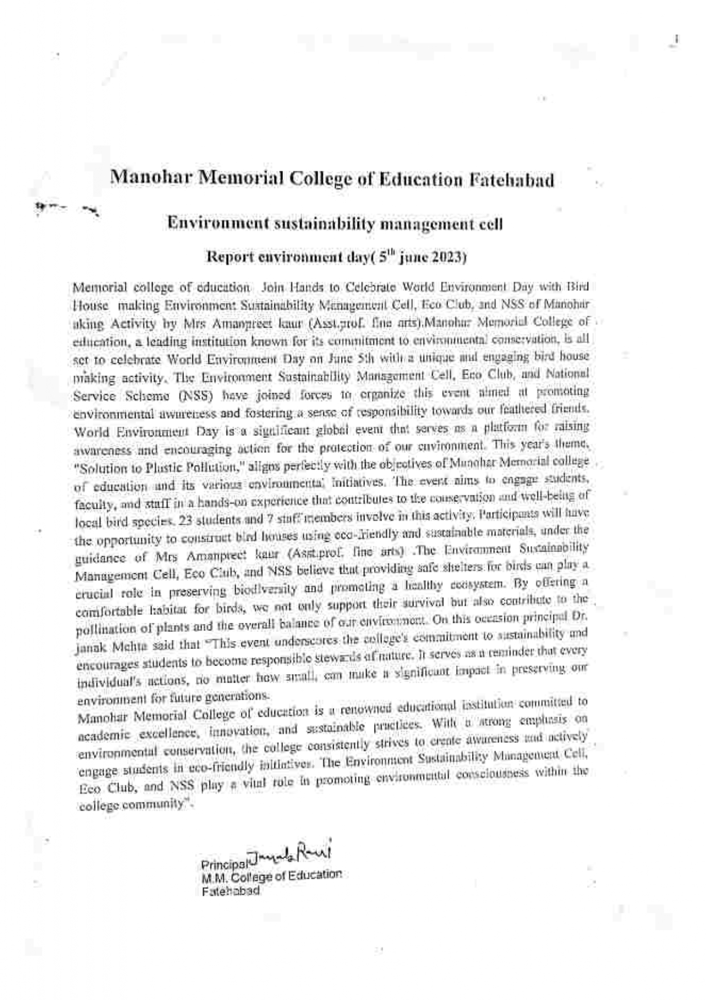 Manohar Memorial College of Education Fatehabad
Environment sustainability management cell
Report environment day( 5th june 2023)
Memorial college of education Join Hands to Celebrate World Environment Day with Bird
House making Environment Sustainability Management Cell, Eco Club, and NSS of Manohar
aking Activity by Mrs Amanpreet kaur (Asst.prof. fine arts).Manohar Memorial College of
education, a leading institution known for its commitment to environmental conservation, is all
set to celebrate World Environment Day on June 5th with a unique and engaging bird house
making activity. The Environment Sustainability Management Cell, Eco Club, and National
Service Scheme (NSS) have joined forces to organize this event aimed at promoting
environmental awareness and fostering a sense of responsibility towards our feathered friends.
World Environment Day is a significant global event that serves as a platform for raising
awareness and encouraging action for the protection of our environment. This year's theme,
"Solution to Plastic Pollution," aligns perfectly with the objectives of Manohar Memorial college
of education and its various environmental initiatives. The event aims to engage students,
faculty, and staff in a hands-on experience that contributes to the conservation and well-being of
local bird species. 23 students and 7 staff members involve in this activity. Participants will have
the opportunity to construct bird houses using eco-friendly and sustainable materials, under the
guidance of Mrs Amanpreet kaur (Asst.prof. fine arts) .The Environment Sustainability
Management Cell, Eco Club, and NSS believe that providing safe shelters for birds can play a
crucial role in preserving biodiversity and promoting a healthy ecosystem. By offering a
comfortable habitat for birds, we not only support their survival but also contribute to the
pollination of plants and the overall balance of our environment. On this occasion principal Dr.
janak Mehta said that "This event underscores the college's commitment to sustainability and
encourages students to become responsible stewards of nature. It serves as a reminder that every
individual's actions, no matter how small, can make a significant impact in preserving our
environment for future generations.
Manohar Memorial College of education is a renowned educational institution committed to
academic excellence, innovation, and sustainable practices. With a strong emphasis on
environmental conservation, the college consistently strives to create awareness and actively
engage students in eco-friendly initiatives. The Environment Sustainability Management Cell,
Eco Club, and NSS play a vital role in promoting environmental consciousness within the
college community".
Principal
M.M. College of Education
Fatehabad